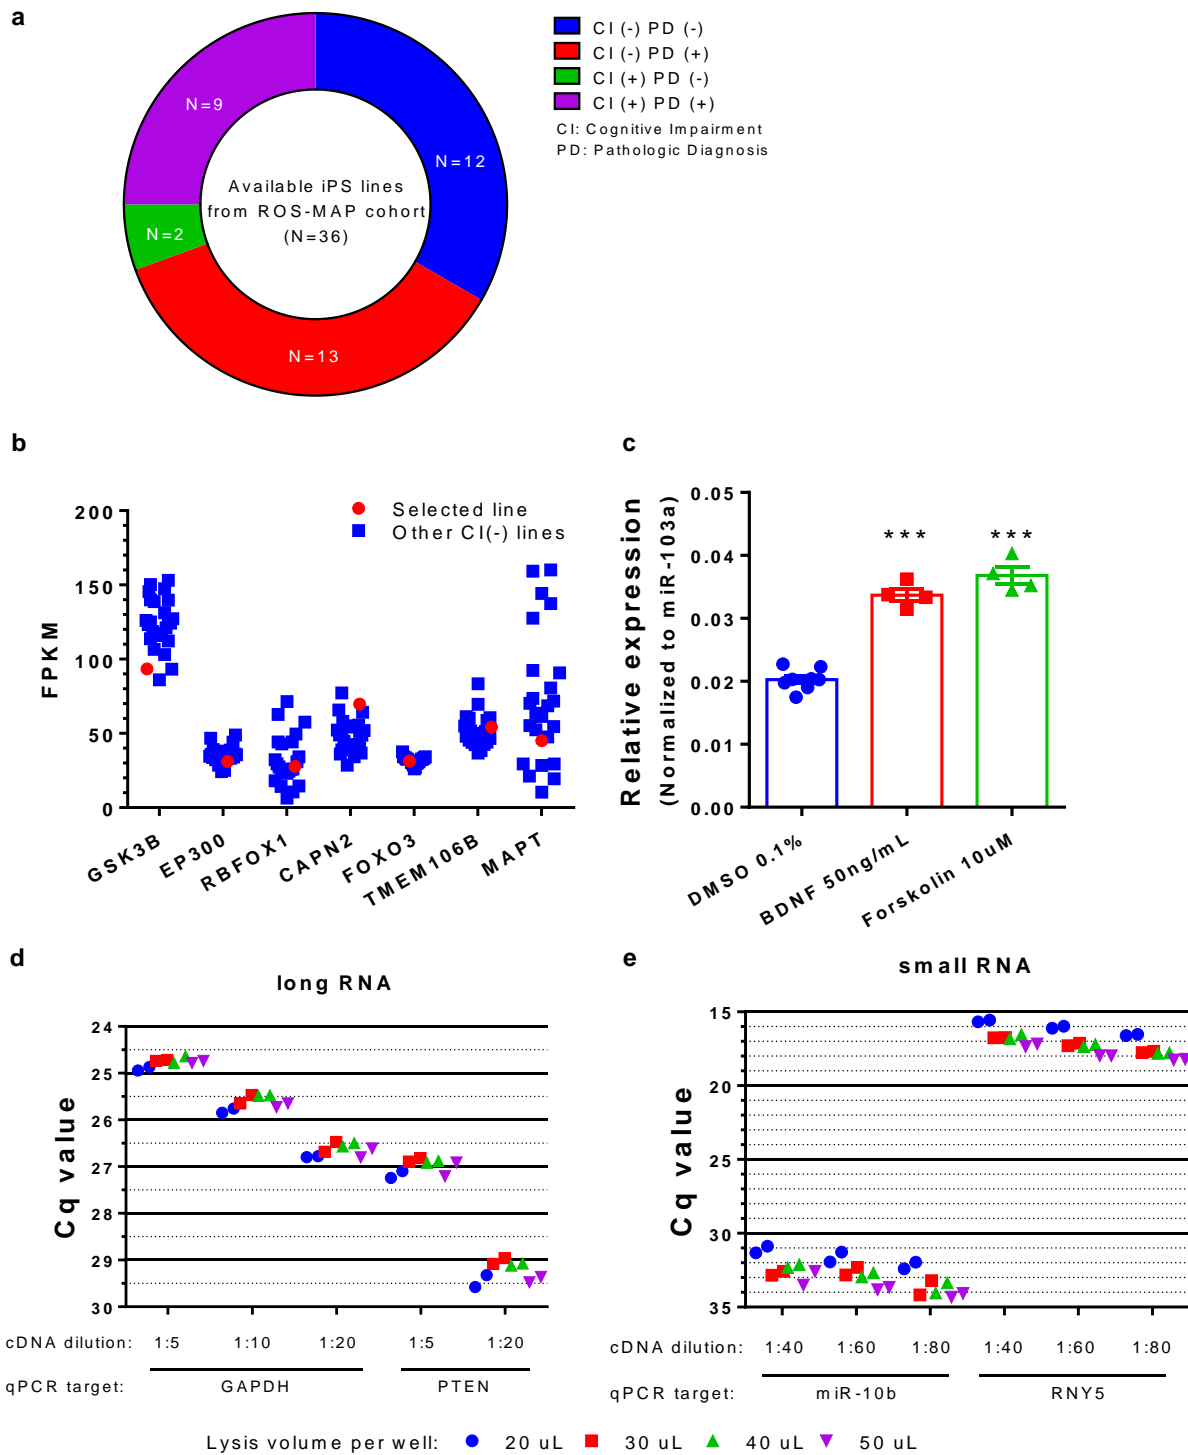 a
CI (-) PD (-)
CI (-) PD (+)
CI (+) PD (-)
CI (+) PD (+)
CI: Cognitive Impairment
PD: Pathologic Diagnosis
N=9
N=12
N=2
N=13
Available iPS lines
from ROS-MAP cohort
(N=36)
b
FPKM
200
150
100
50
0
Selected line
Other CI(-) lines
GSK3B
EP300
RBFOX1
CAPN2
FOXO3
TMEM106B
MAPT
c
Relative expression
(Normalized to miR-103a)
0.05
0.04
0.03
0.02
0.01
0.00
***
***
DMSO 0.1%
BDNF 50ng/mL
Forskolin 10uM
d
long RNA
Cq value
24
25
26
27
28
29
30
cDNA dilution: 1:5 1:10 1:20 1:5 1:20
qPCR target: GAPDH PTEN
e
small RNA
Cq value
15
20
25
30
35
cDNA dilution: 1:40 1:60 1:80 1:40 1:60 1:80
qPCR target: miR-10b RNY5
Lysis volume per well: 20 uL 30 uL 40 uL 50 uL